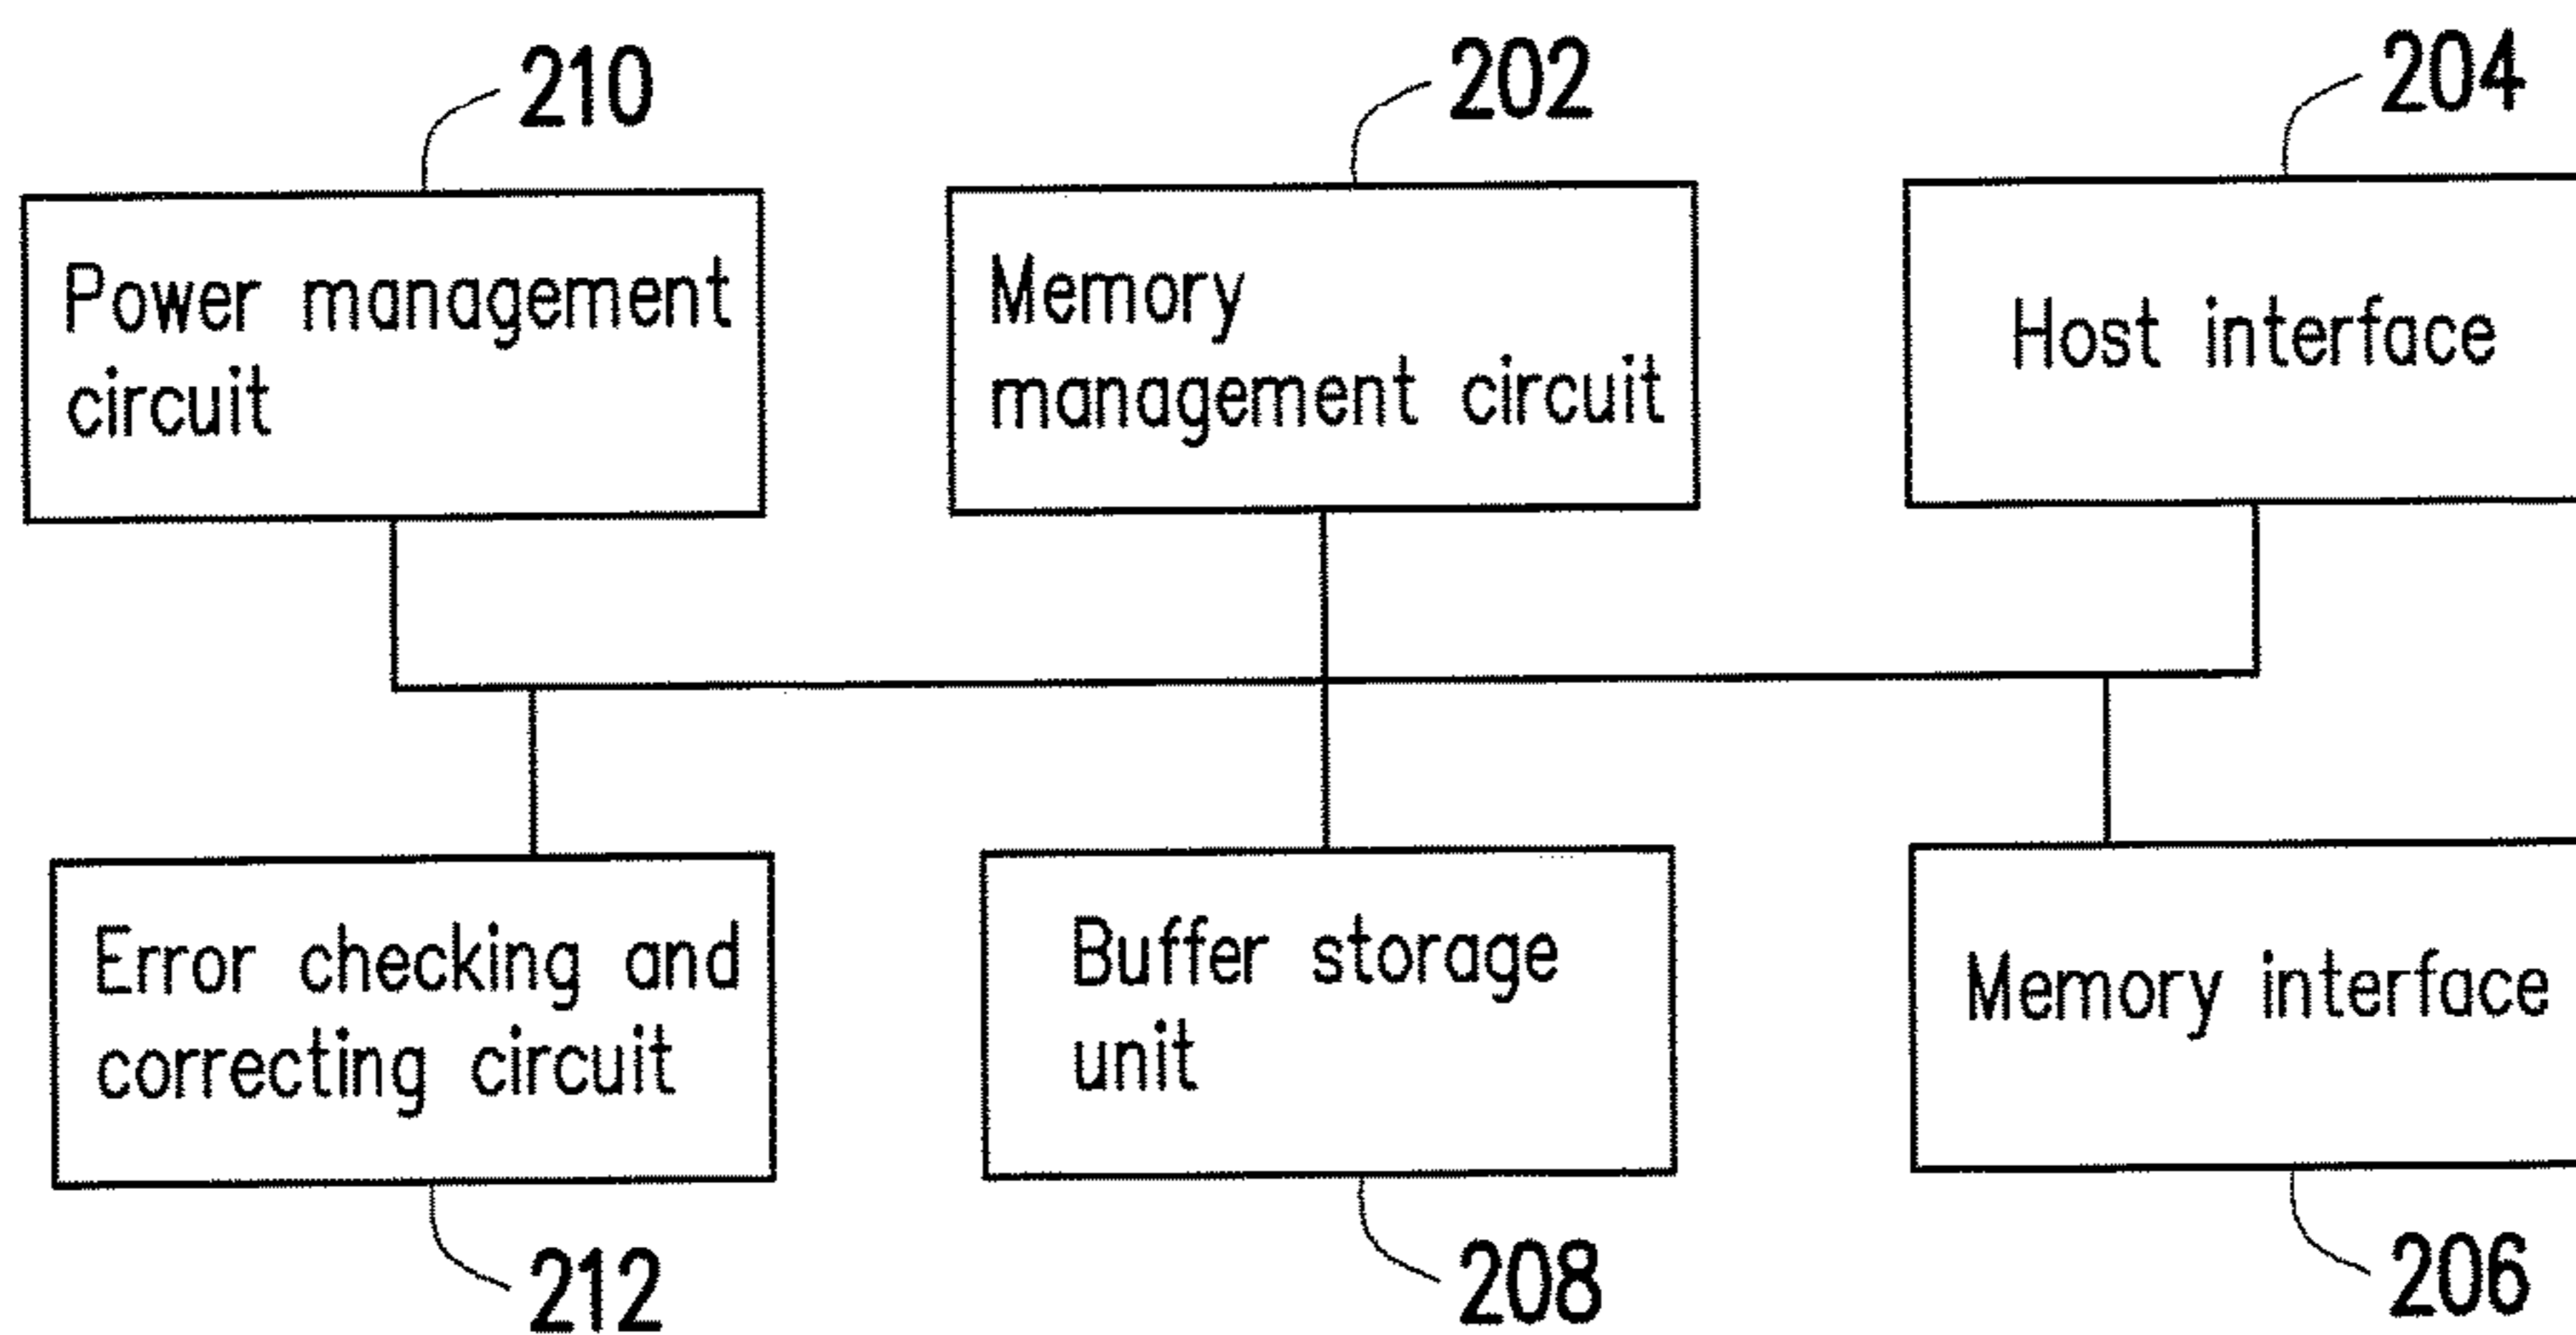 210
202
204
Power management
circuit
Memory
management circuit
Host interface
Error checking and
correcting circuit
Buffer storage
unit
Memory interface
212
208
206